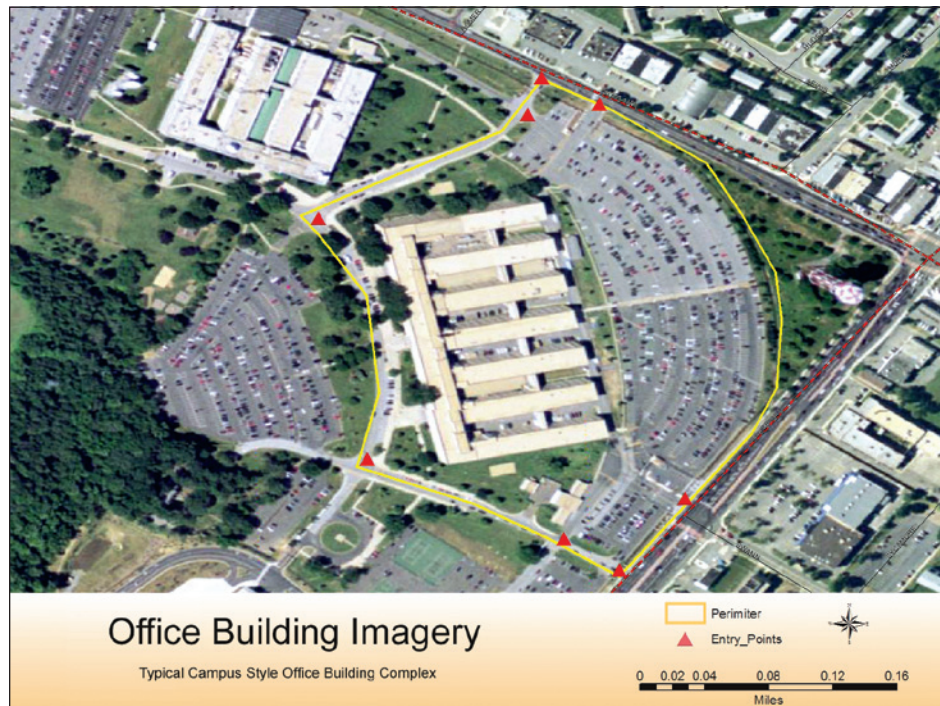 Office Building Imagery
Typical Campus Style Office Building Complex
Perimiter
Entry_Points
0 0.02 0.04 0.08 0.12 0.16
Miles